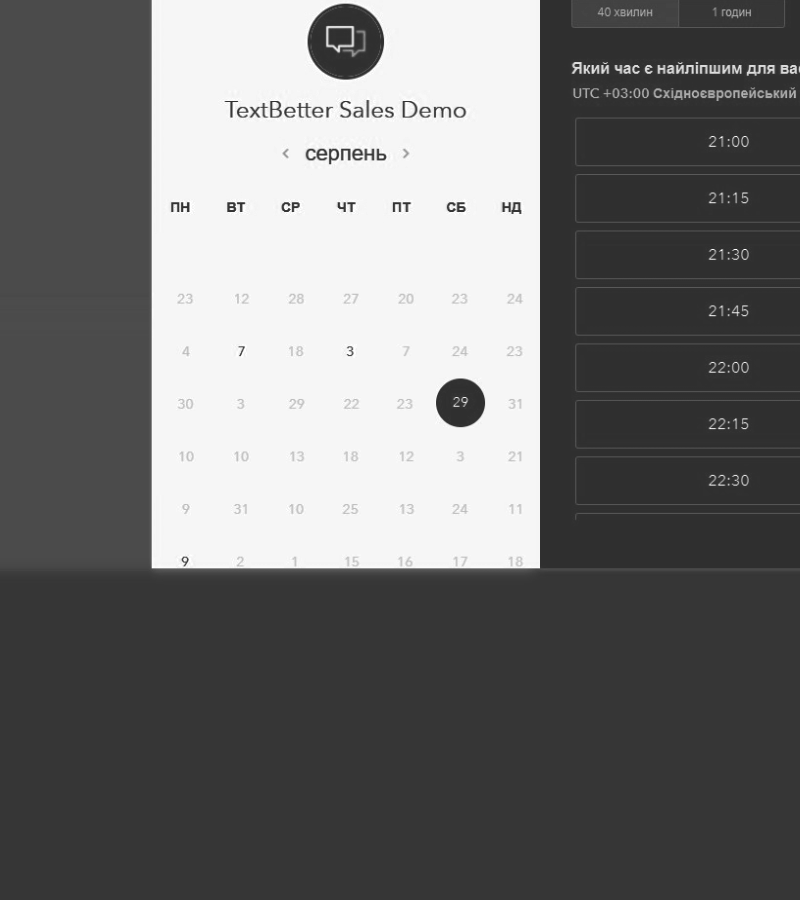 TextBetter Sales Demo
серпень
ПН ВТ СР ЧТ ПТ СБ НД
23 12 28 27 20 23 24
4 7 18 3 7 24 23
30 3 29 22 23 29 31
10 10 13 18 12 3 21
9 31 10 25 13 24 11
9 2 1 15 16 17 18
40 хвилин 1 годин
Який час є найліпшим для вас
UTC +03:00 Східноєвропейський
21:00
21:15
21:30
21:45
22:00
22:15
22:30